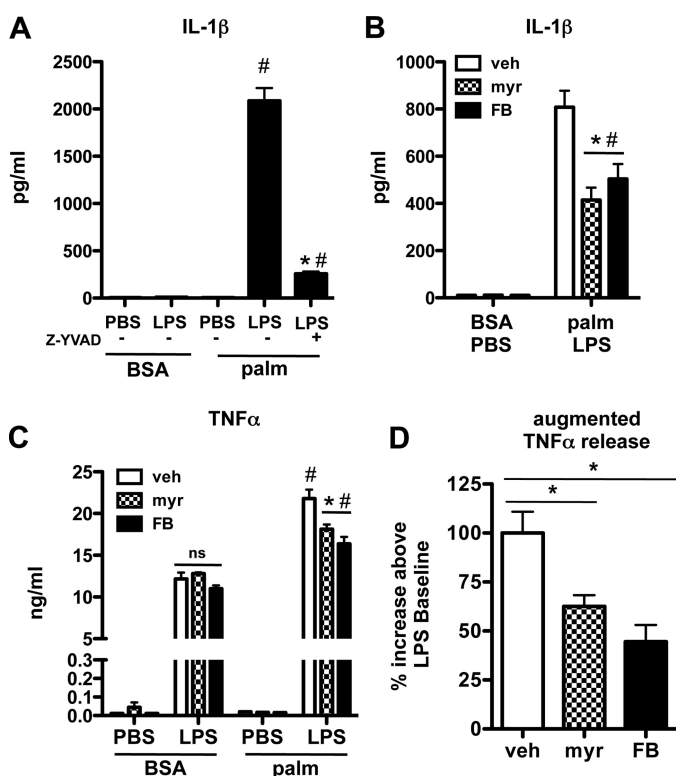 A
IL-1β
pg/ml
2500
2000
1500
1000
500
0
#
* #
PBS LPS PBS LPS LPS
Z-YVAD - - - - +
BSA palm
B
IL-1β
pg/ml
1000
800
600
400
200
0
veh
myr
FB
* #
BSA palm
PBS LPS
C
TNFα
ng/ml
25
20
15
10
5
0.3
0.2
0.1
0.0
veh
myr
FB
ns
#
* #
PBS LPS PBS LPS
BSA palm
D
augmented
TNFα release
% increase above
LPS Baseline
125
100
75
50
25
0
*
*
veh myr FB